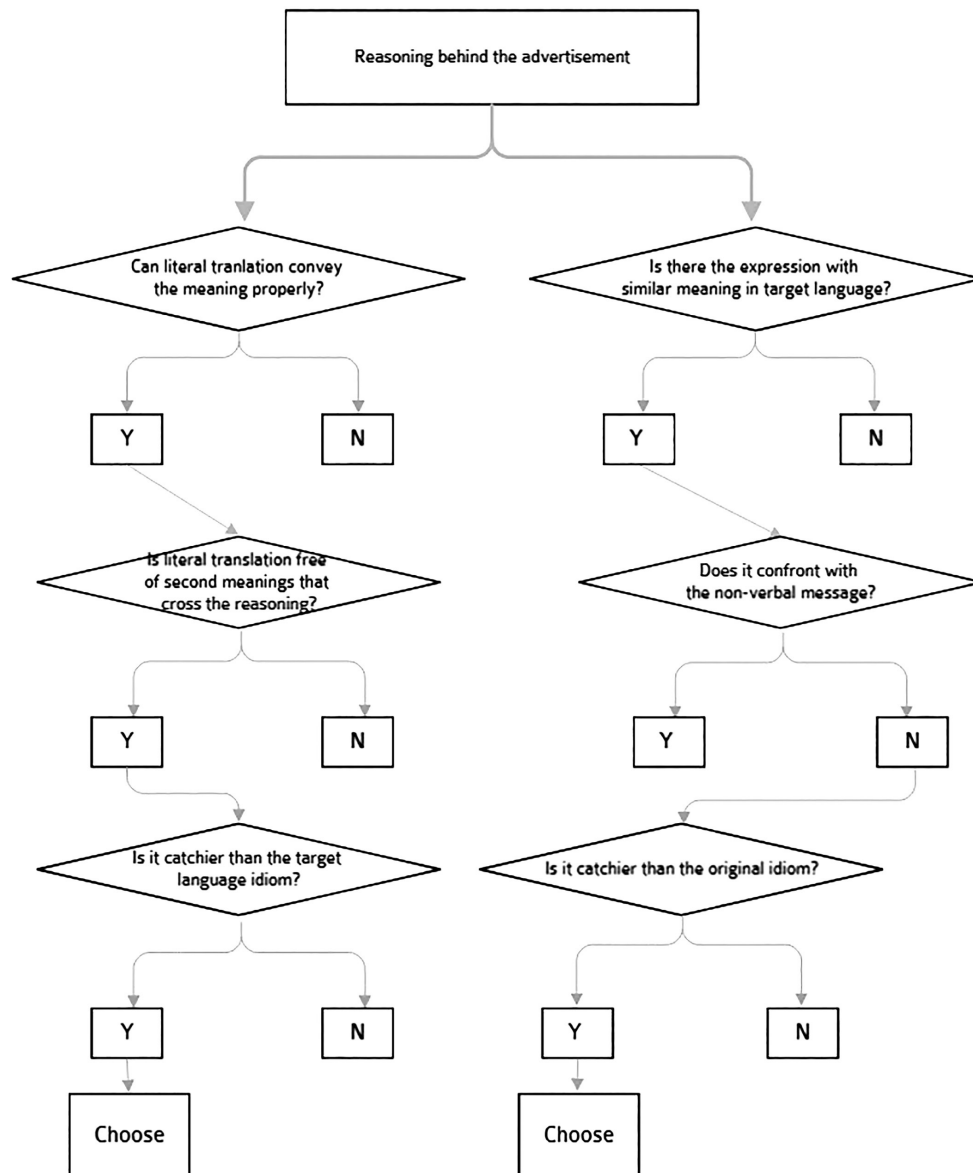 Reasoning behind the advertisement
Can literal tranlation convey
the meaning properly?
Is there the expression with
similar meaning in target language?
Y
N
Y
N
Is literal translation free
of second meanings that
cross the reasoning?
Does it confront with
the non-verbal message?
Y
N
Y
N
Is it catchier than the target
language idiom?
Is it catchier than the original idiom?
Y
N
Y
N
Choose
Choose